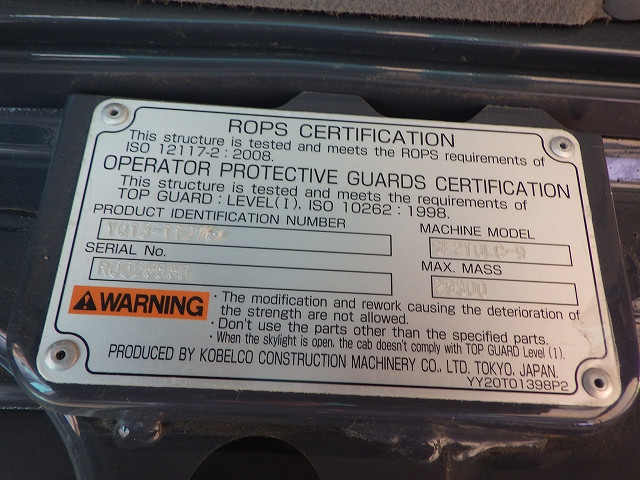 ROPS CERTIFICATION
This structure is tested and meets the ROPS requirements of
ISO 12117-2 : 2008.
OPERATOR PROTECTIVE GUARDS CERTIFICATION
This structure is tested and meets the requirements of
TOP GUARD : LEVEL(I), ISO 10262 : 1998.
PRODUCT IDENTIFICATION NUMBER
MACHINE MODEL
SK210LC-9
SERIAL No.
MAX. MASS
WARNING
· The modification and rework causing the deterioration of
the strength are not allowed.
· Don't use the parts other than the specified parts.
· When the skylight is open, the cab doesn't comply with TOP GUARD Level (I).
PRODUCED BY KOBELCO CONSTRUCTION MACHINERY CO., LTD. TOKYO, JAPAN.
YY20T01398P2